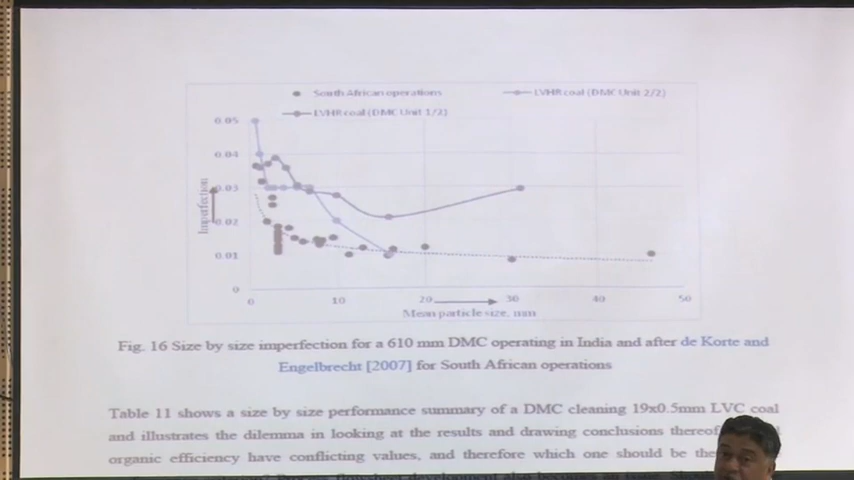 South African operations
LVHR coal (DMC Unit 2/2)
LVHR coal (DMC Unit 1/2)
0.05
0.04
0.03
0.02
0.01
0
Imperfection
0 10 20 30 40 50
Mean particle size, mm
Fig. 16 Size by size imperfection for a 610 mm DMC operating in India and after de Korte and
Engelbrecht [2007] for South African operations
Table 11 shows a size by size performance summary of a DMC cleaning 19x0.5mm LVC coal
and illustrates the dilemma in looking at the results and drawing conclusions
organic efficiency have conflicting values, and therefore which one should be